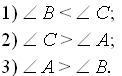 1) ∠ B < ∠ C;
2) ∠ C > ∠ A;
3) ∠ A > ∠ B.